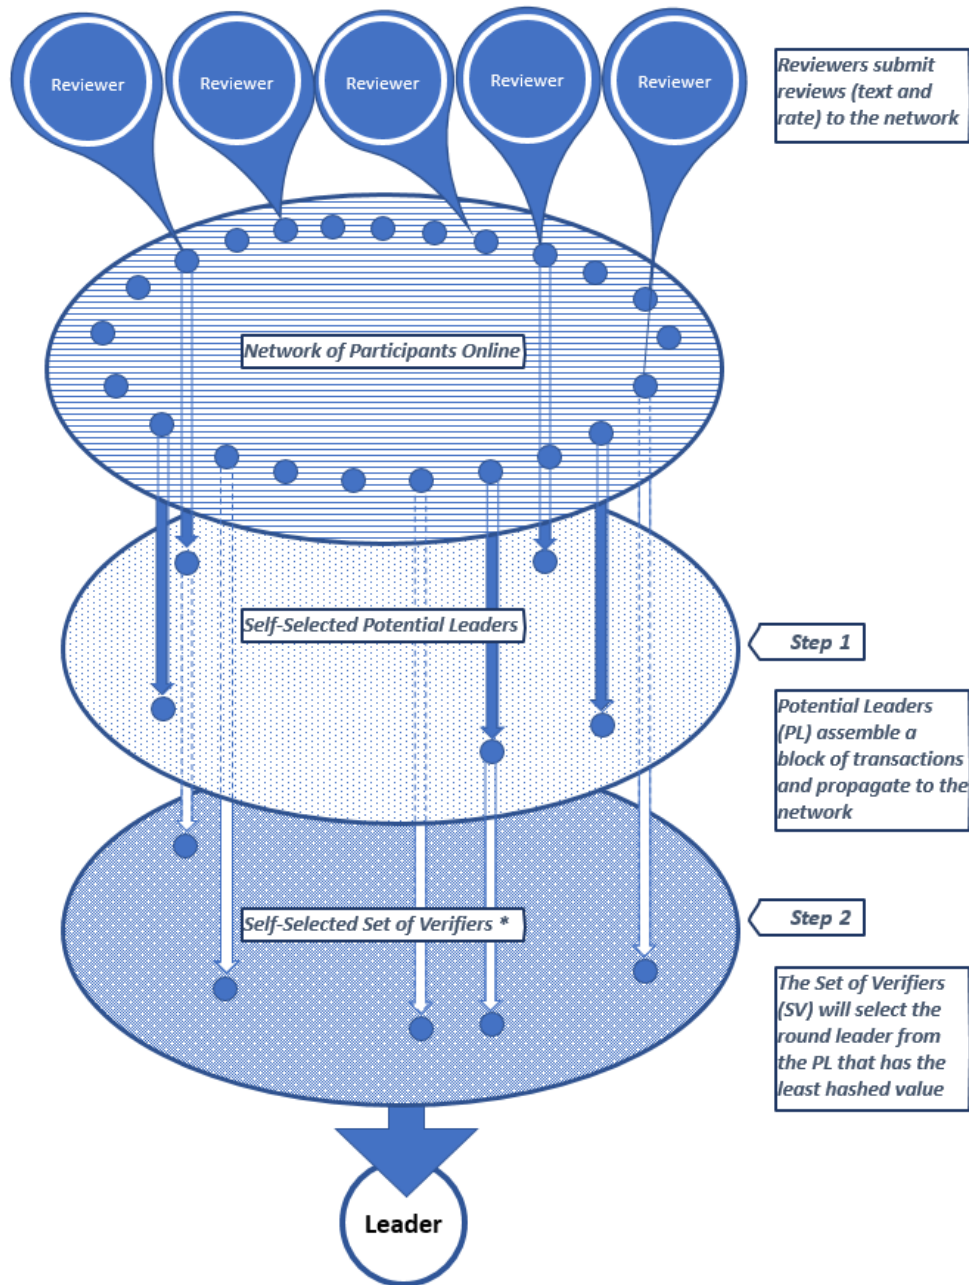 Reviewer
Reviewer
Reviewer
Reviewer
Reviewer
Reviewers submit
reviews (text and
rate) to the network
Network of Participants Online
Self-Selected Potential Leaders
Step 1
Potential Leaders
(PL) assemble a
block of transactions
and propagate to the
network
Self-Selected Set of Verifiers *
Step 2
The Set of Verifiers
(SV) will select the
round leader from
the PL that has the
least hashed value
Leader